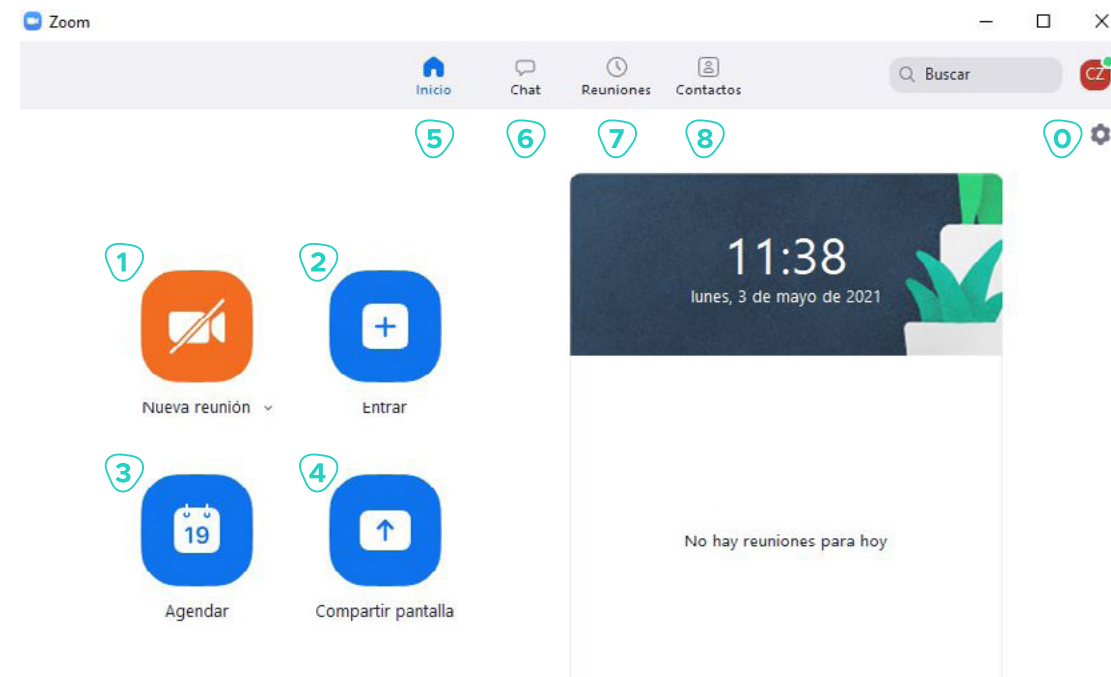 Zoom
Inicio
Chat
Reuniones
Contactos
Buscar
CZ
5
6
7
8
0
1
2
11:38
lunes, 3 de mayo de 2021
Nueva reunión
Entrar
3
4
19
No hay reuniones para hoy
Agendar
Compartir pantalla